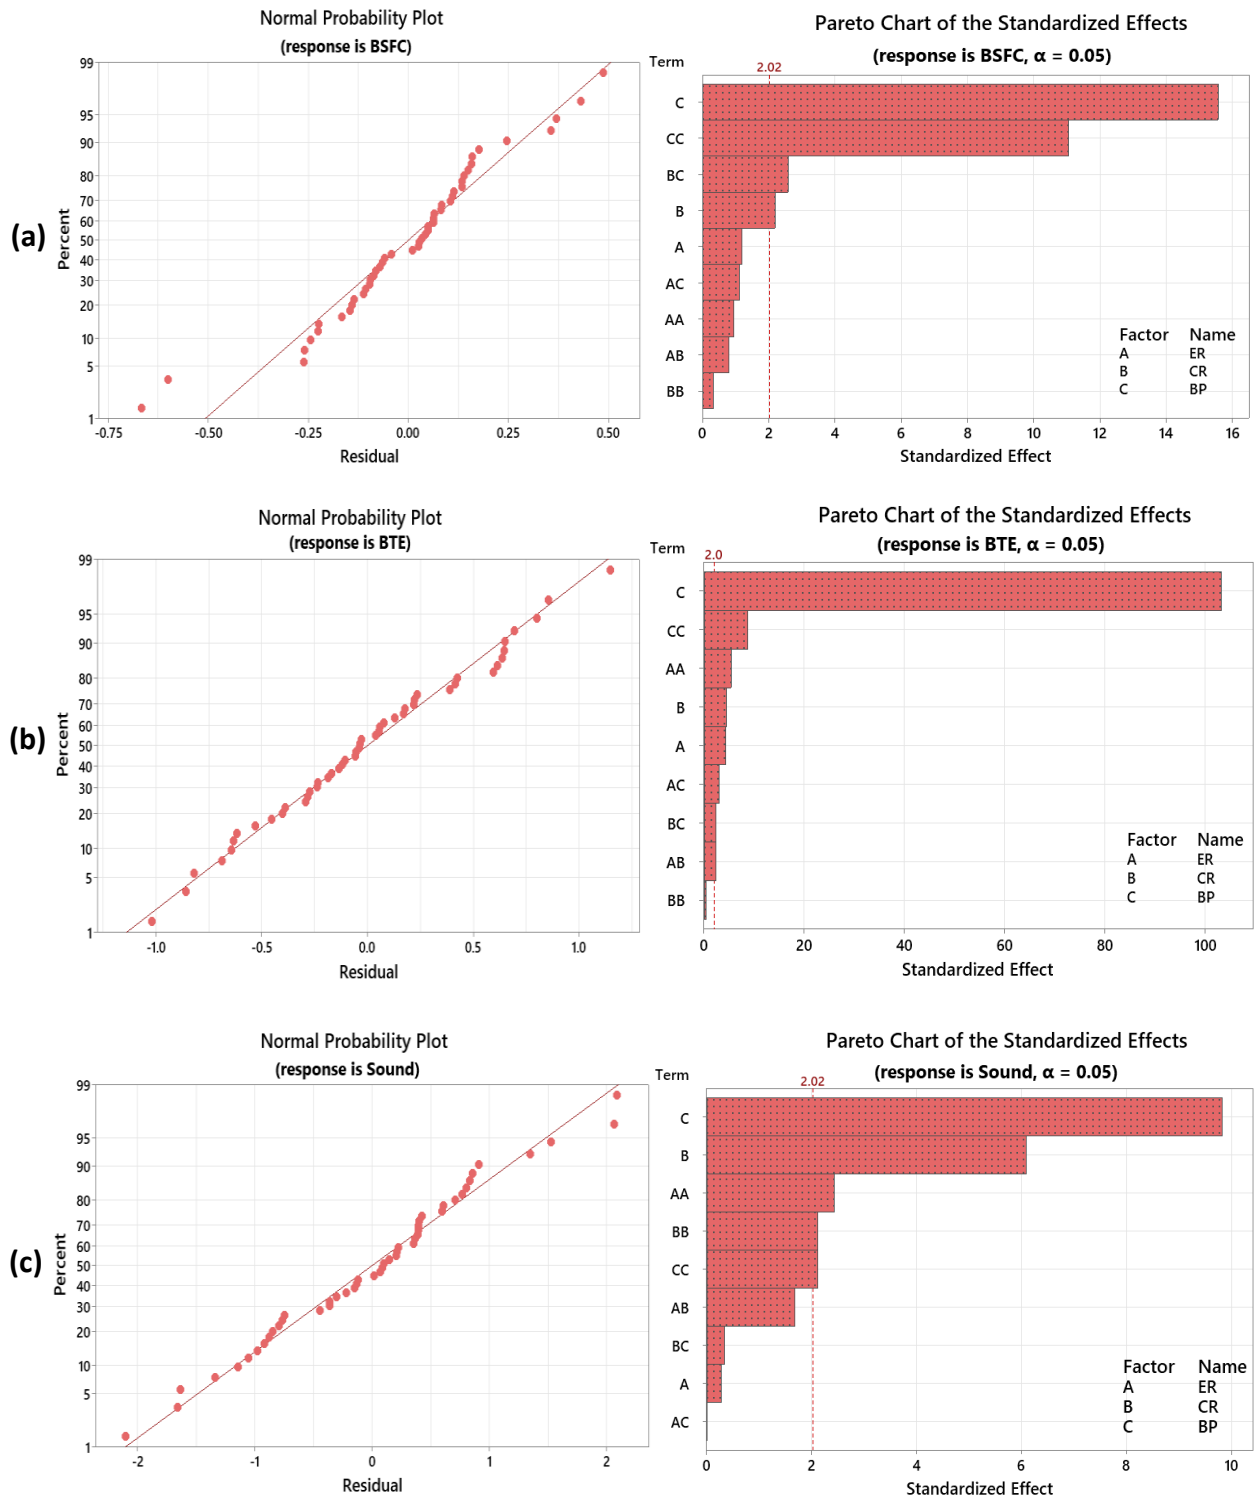 Normal Probability Plot
(response is BSFC)
99
95
90
80
70
60
50
40
30
20
10
5
1
Percent
(a)
-0.75 -0.50 -0.25 0.00 0.25 0.50
Residual
Pareto Chart of the Standardized Effects
(response is BSFC, α = 0.05)
Term
2.02
C
CC
BC
B
A
AC
AA
AB
BB
Factor Name
A ER
B CR
C BP
0 2 4 6 8 10 12 14 16
Standardized Effect
Normal Probability Plot
(response is BTE)
99
95
90
80
70
60
50
40
30
20
10
5
1
Percent
(b)
-1.0 -0.5 0.0 0.5 1.0
Residual
Pareto Chart of the Standardized Effects
(response is BTE, α = 0.05)
Term
2.0
C
CC
AA
B
A
AC
BC
AB
BB
Factor Name
A ER
B CR
C BP
0 20 40 60 80 100
Standardized Effect
Normal Probability Plot
(response is Sound)
99
95
90
80
70
60
50
40
30
20
10
5
1
Percent
(c)
-2 -1 0 1 2
Residual
Pareto Chart of the Standardized Effects
(response is Sound, α = 0.05)
Term
2.02
C
B
AA
BB
CC
AB
BC
A
AC
Factor Name
A ER
B CR
C BP
0 2 4 6 8 10
Standardized Effect